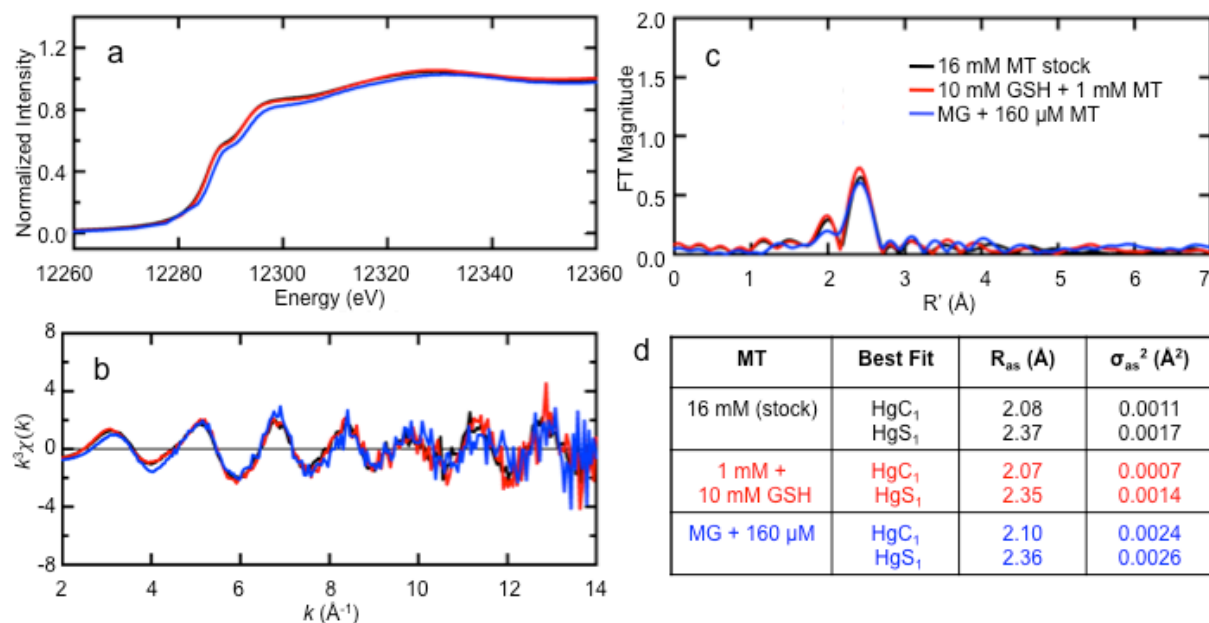 a
Normalized Intensity
1.2
0.8
0.4
0.0
12260 12280 12300 12320 12340 12360
Energy (eV)
b
k³χ(k)
8
4
0
-4
-8
2 4 6 8 10 12 14
k (Å⁻¹)
c
FT Magnitude
2.0
1.5
1.0
0.5
0.0
16 mM MT stock
10 mM GSH + 1 mM MT
MG + 160 µM MT
0 1 2 3 4 5 6 7
R' (Å)
d
MT Best Fit Rₐₛ (Å) σₐₛ² (Å²)
16 mM (stock) HgC₁ 2.08 0.0011
HgS₁ 2.37 0.0017
1 mM + HgC₁ 2.07 0.0007
10 mM GSH HgS₁ 2.35 0.0014
MG + 160 µM HgC₁ 2.10 0.0024
HgS₁ 2.36 0.0026